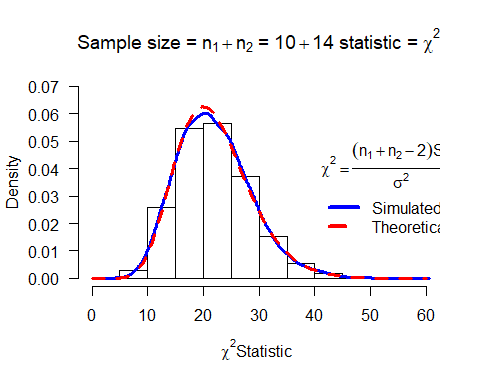 Sample size = n₁ + n₂ = 10 + 14 statistic = χ²
Density
0.07
0.06
0.05
0.04
0.03
0.02
0.01
0.00
χ² = (n₁ + n₂ − 2)S
σ²
Simulated
Theoretica
0 10 20 30 40 50 60
χ²Statistic